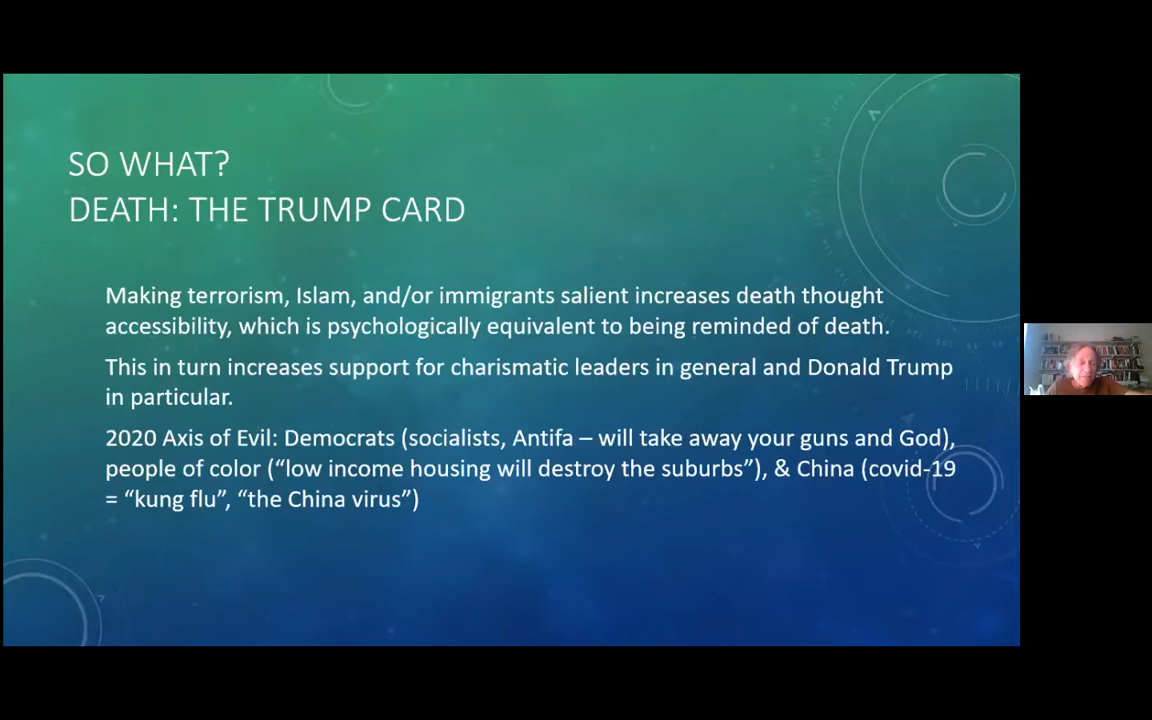 SO WHAT?
DEATH: THE TRUMP CARD
Making terrorism, Islam, and/or immigrants salient increases death thought
accessibility, which is psychologically equivalent to being reminded of death.
This in turn increases support for charismatic leaders in general and Donald Trump
in particular.
2020 Axis of Evil: Democrats (socialists, Antifa – will take away your guns and God),
people of color (“low income housing will destroy the suburbs”), & China (covid-19
= “kung flu”, “the China virus”)